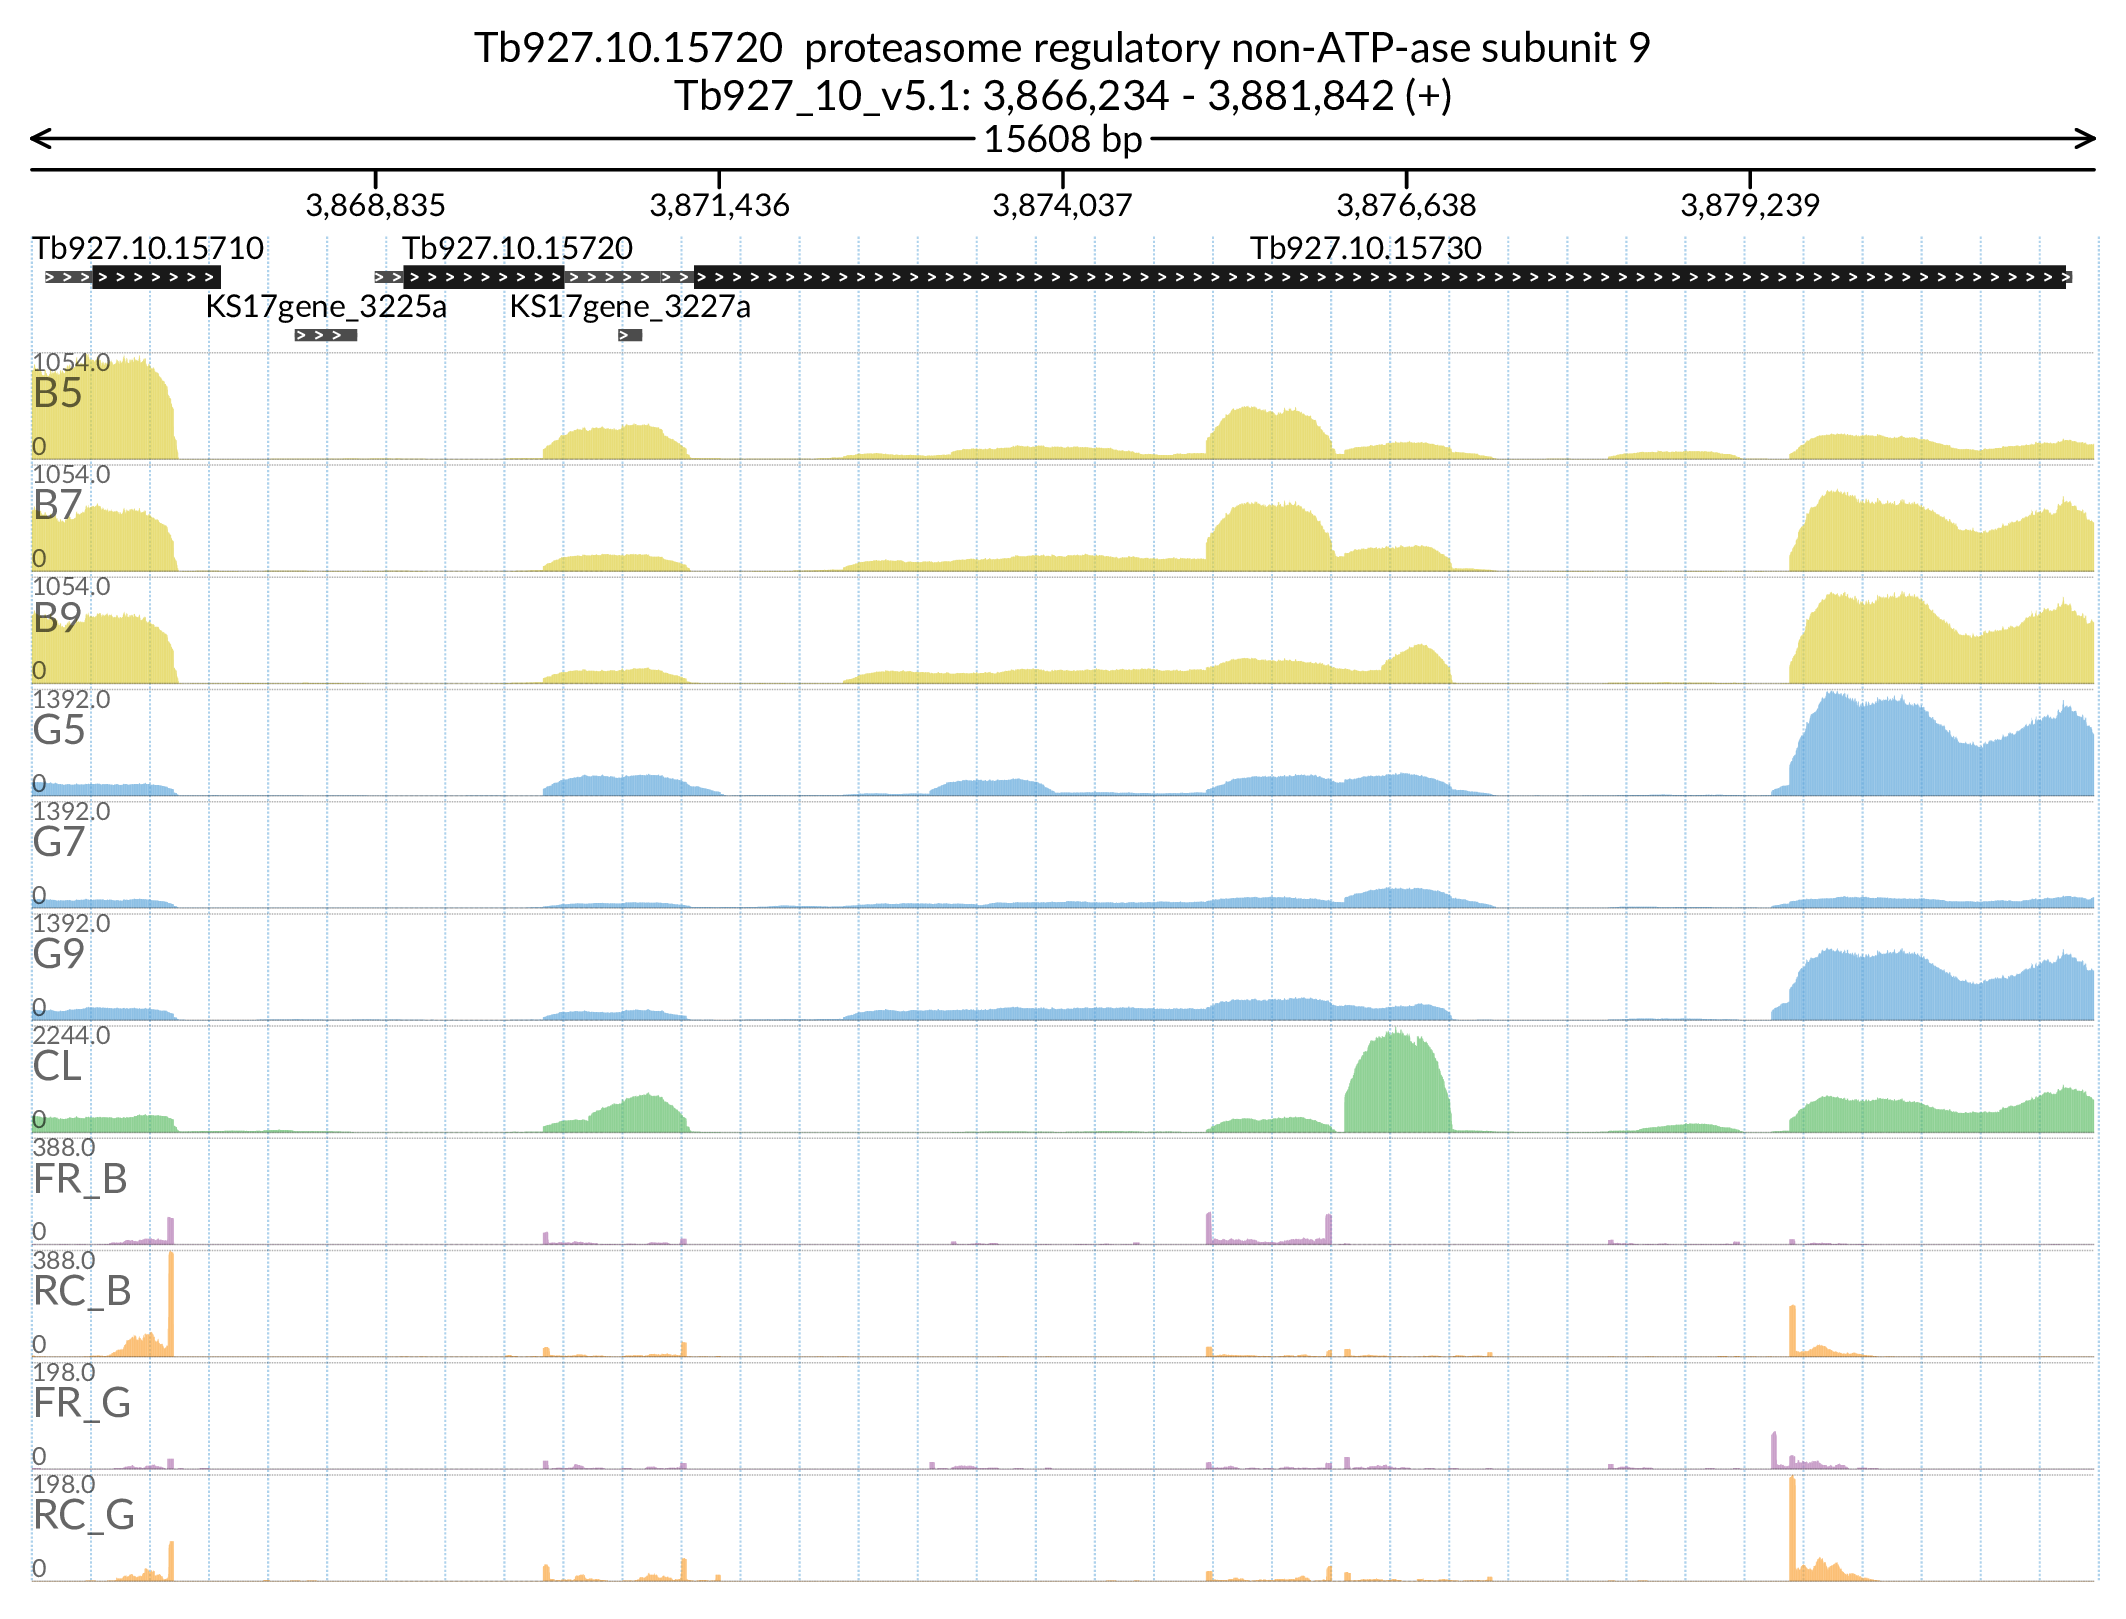 Tb927.10.15720  proteasome regulatory non-ATP-ase subunit 9
Tb927_10_v5.1: 3,866,234 - 3,881,842 (+)
15608 bp
3,868,835 3,871,436 3,874,037 3,876,638 3,879,239
Tb927.10.15710 Tb927.10.15720 Tb927.10.15730
KS17gene_3225a KS17gene_3227a
1054.0
B5
0
1054.0
B7
0
1054.0
B9
0
1392.0
G5
0
1392.0
G7
0
1392.0
G9
0
2244.0
CL
0
388.0
FR_B
0
388.0
RC_B
0
198.0
FR_G
0
198.0
RC_G
0